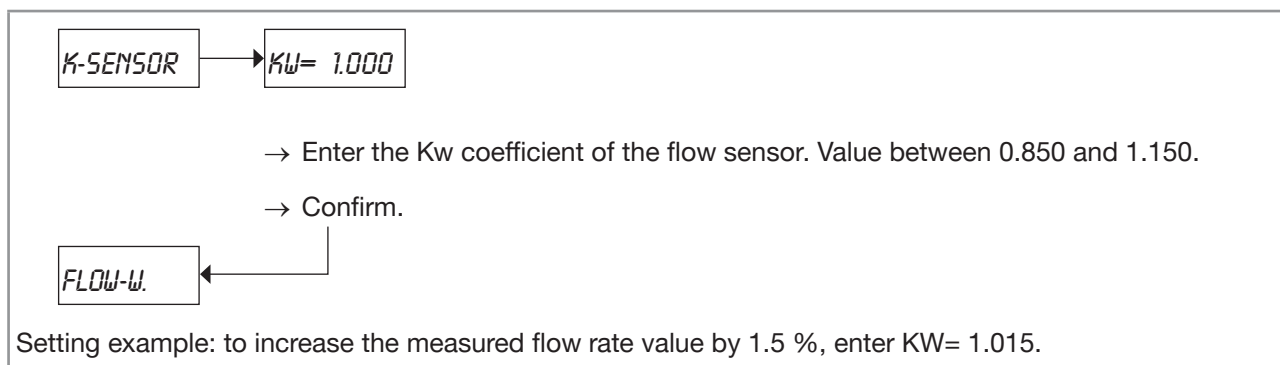 K-SENSOR
KW= 1.000
→ Enter the Kw coefficient of the flow sensor. Value between 0.850 and 1.150.
→ Confirm.
FLOW-W.
Setting example: to increase the measured flow rate value by 1.5 %, enter KW= 1.015.